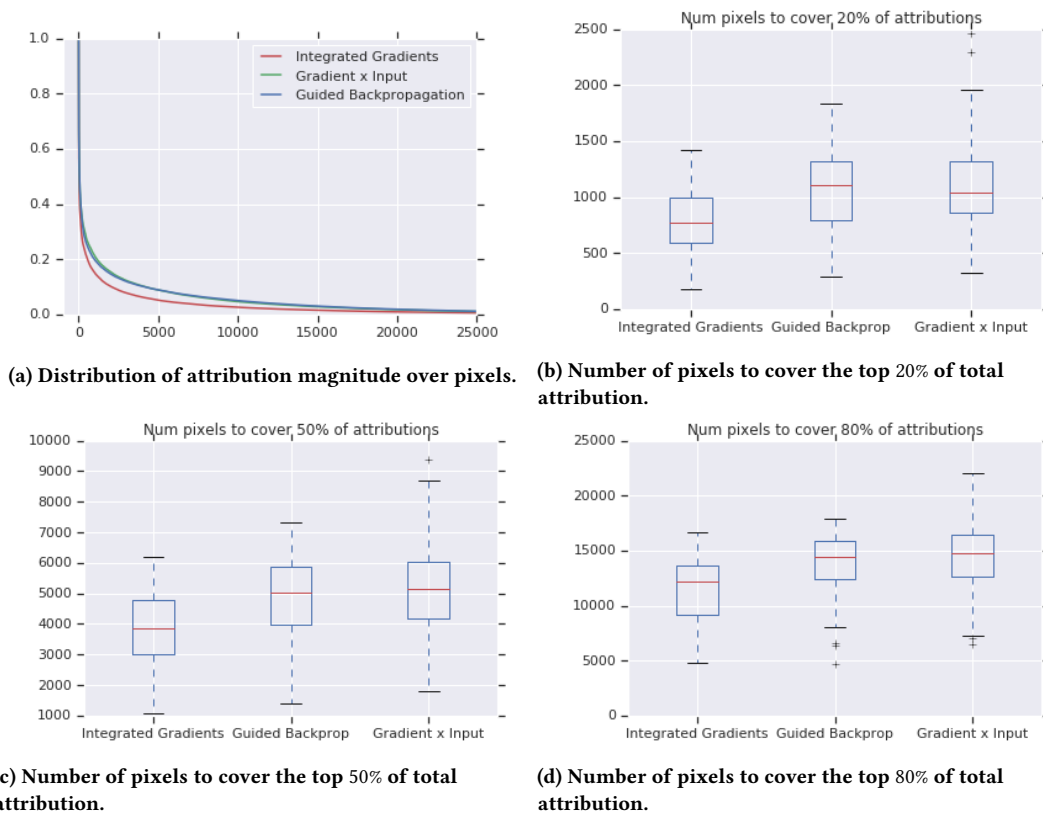 1.0
0.8
0.6
0.4
0.2
0.0
0 5000 10000 15000 20000 25000
Integrated Gradients
Gradient x Input
Guided Backpropagation
(a) Distribution of attribution magnitude over pixels.
Num pixels to cover 20% of attributions
2500
2000
1500
1000
500
0
Integrated Gradients Guided Backprop Gradient x Input
(b) Number of pixels to cover the top 20% of total
attribution.
Num pixels to cover 50% of attributions
10000
9000
8000
7000
6000
5000
4000
3000
2000
1000
Integrated Gradients Guided Backprop Gradient x Input
c) Number of pixels to cover the top 50% of total
attribution.
Num pixels to cover 80% of attributions
25000
20000
15000
10000
5000
0
Integrated Gradients Guided Backprop Gradient x Input
(d) Number of pixels to cover the top 80% of total
attribution.